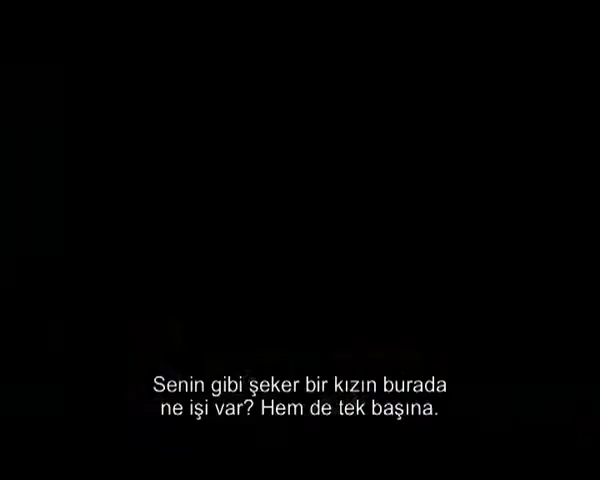 Senin gibi şeker bir kızın burada
ne işi var? Hem de tek başına.